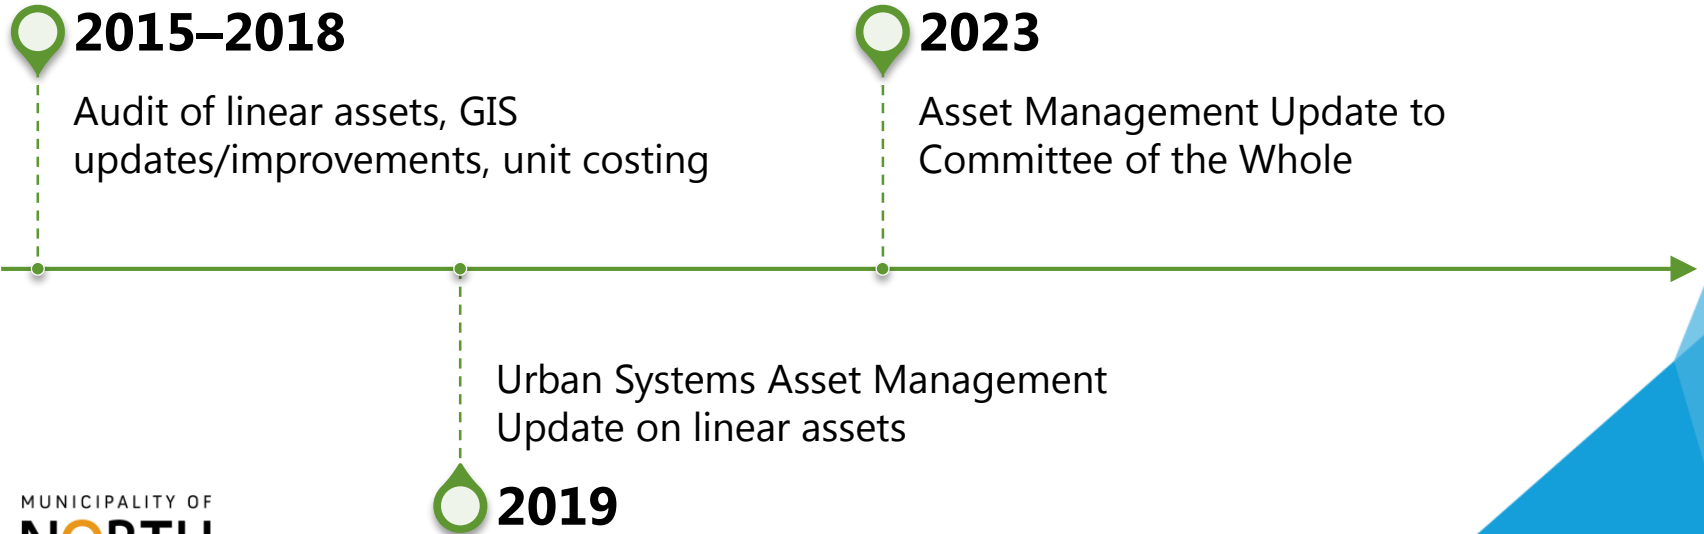 2015–2018
Audit of linear assets, GIS
updates/improvements, unit costing
2023
Asset Management Update to
Committee of the Whole
Urban Systems Asset Management
Update on linear assets
2019
MUNICIPALITY OF
NORTH